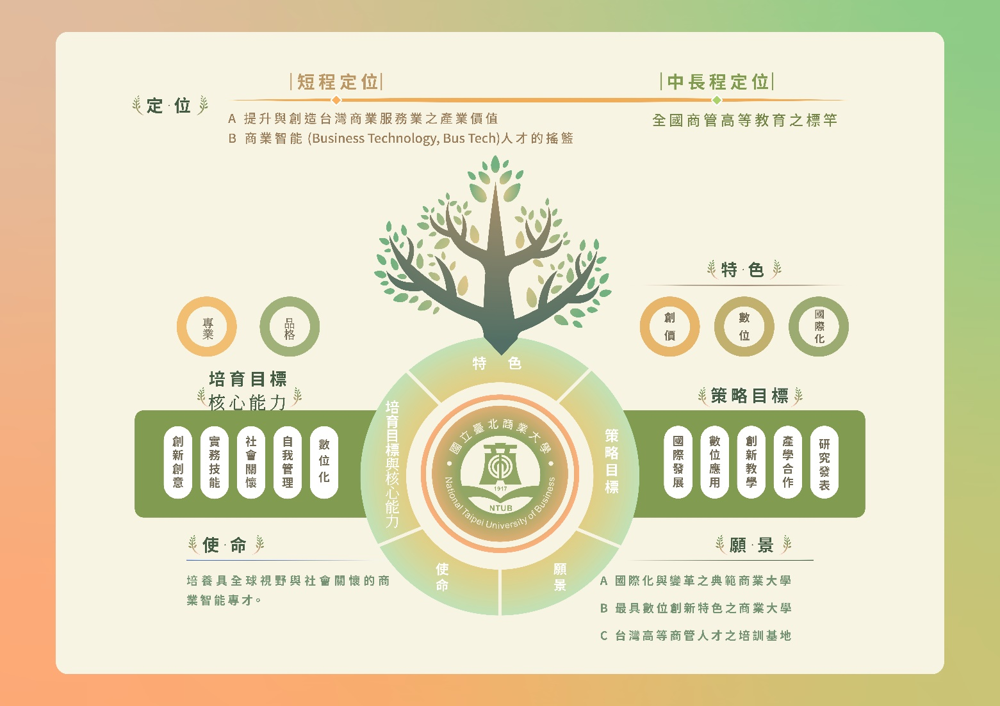 定·位
短程定位
A 提升與創造台灣商業服務業之產業價值
B 商業智能 (Business Technology, Bus Tech)人才的搖籃
中長程定位
全國商管高等教育之標竿
特·色
創價
數位
國際化
專業
品格
培育目標
核心能力
創新創意
實務技能
社會關懷
自我管理
數位化
策略目標
國際發展
數位應用
創新教學
產學合作
研究發表
特 色
培育目標與核心能力
策略目標
使命
願景
國立臺北商業大學
1917
NTUB
National Taipei University of Business
使·命
培養具全球視野與社會關懷的商
業智能專才。
願·景
A 國際化與變革之典範商業大學
B 最具數位創新特色之商業大學
C 台灣高等商管人才之培訓基地